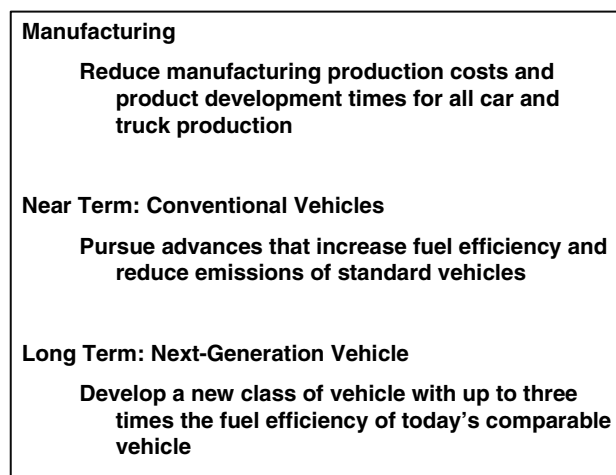 Manufacturing
Reduce manufacturing production costs and
product development times for all car and
truck production
Near Term: Conventional Vehicles
Pursue advances that increase fuel efficiency and
reduce emissions of standard vehicles
Long Term: Next-Generation Vehicle
Develop a new class of vehicle with up to three
times the fuel efficiency of today’s comparable
vehicle